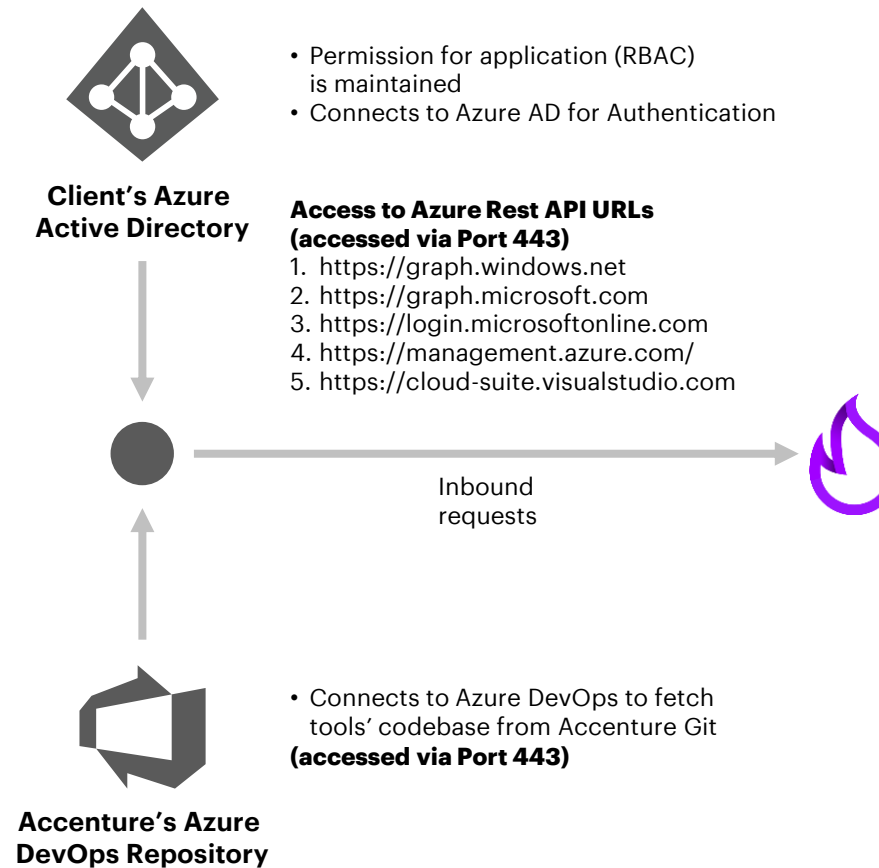 • Permission for application (RBAC)
is maintained
• Connects to Azure AD for Authentication
Client's Azure
Active Directory
Access to Azure Rest API URLs
(accessed via Port 443)
1. https://graph.windows.net
2. https://graph.microsoft.com
3. https://login.microsoftonline.com
4. https://management.azure.com/
5. https://cloud-suite.visualstudio.com
Inbound
requests
• Connects to Azure DevOps to fetch
tools’ codebase from Accenture Git
(accessed via Port 443)
Accenture’s Azure
DevOps Repository